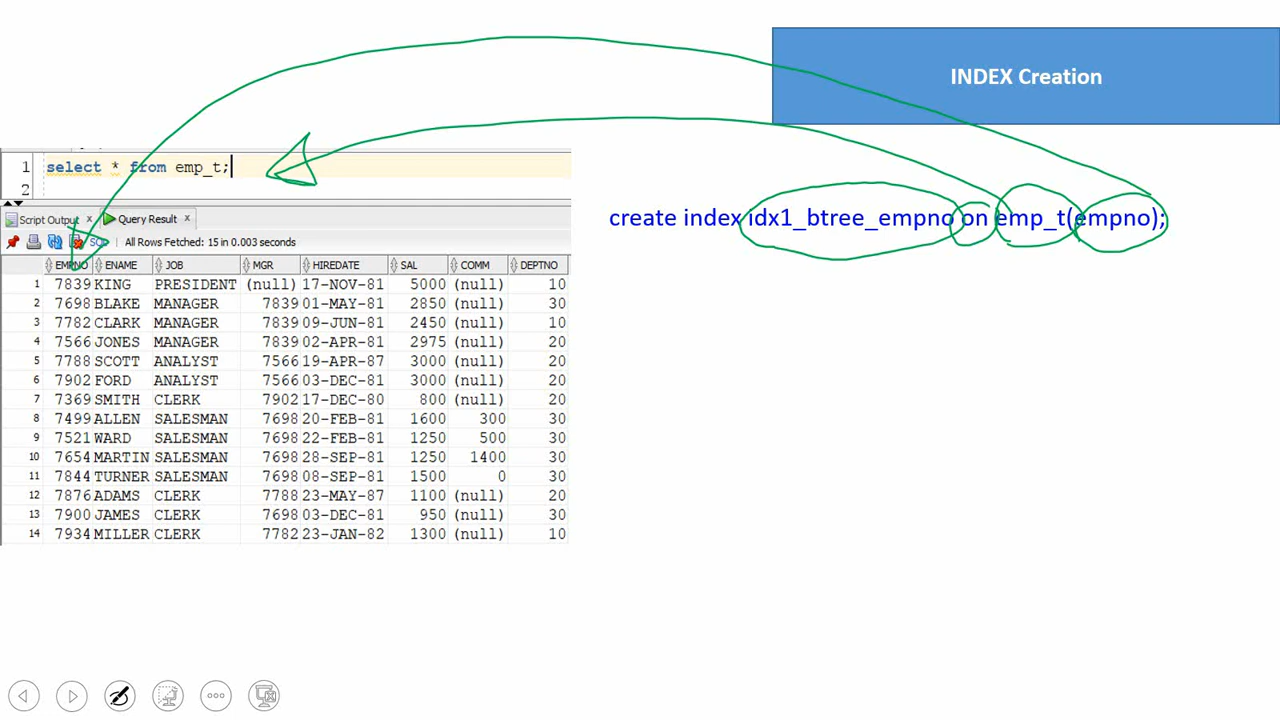 INDEX Creation
1 select * from emp_t;
2
create index idx1_btree_empno on emp_t(empno);
Script Output × Query Result ×
SQL | All Rows Fetched: 15 in 0.003 seconds
EMPNO ENAME JOB MGR HIREDATE SAL COMM DEPTNO
1 7839 KING PRESIDENT (null) 17-NOV-81 5000 (null) 10
2 7698 BLAKE MANAGER 7839 01-MAY-81 2850 (null) 30
3 7782 CLARK MANAGER 7839 09-JUN-81 2450 (null) 10
4 7566 JONES MANAGER 7839 02-APR-81 2975 (null) 20
5 7788 SCOTT ANALYST 7566 19-APR-87 3000 (null) 20
6 7902 FORD ANALYST 7566 03-DEC-81 3000 (null) 20
7 7369 SMITH CLERK 7902 17-DEC-80 800 (null) 20
8 7499 ALLEN SALESMAN 7698 20-FEB-81 1600 300 30
9 7521 WARD SALESMAN 7698 22-FEB-81 1250 500 30
10 7654 MARTIN SALESMAN 7698 28-SEP-81 1250 1400 30
11 7844 TURNER SALESMAN 7698 08-SEP-81 1500 0 30
12 7876 ADAMS CLERK 7788 23-MAY-87 1100 (null) 20
13 7900 JAMES CLERK 7698 03-DEC-81 950 (null) 30
14 7934 MILLER CLERK 7782 23-JAN-82 1300 (null) 10